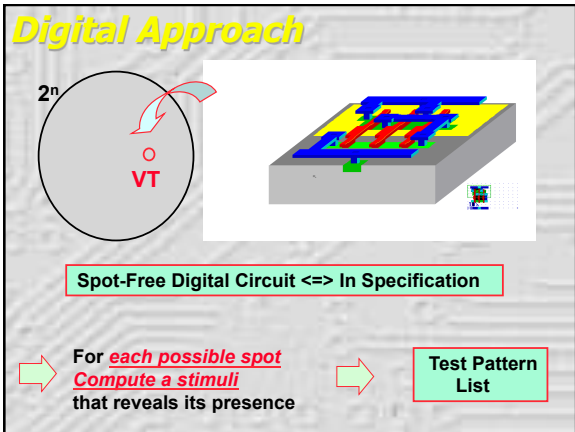 Digital Approach
2ⁿ
VT
Spot-Free Digital Circuit <=> In Specification
For each possible spot
Compute a stimuli
that reveals its presence
Test Pattern
List